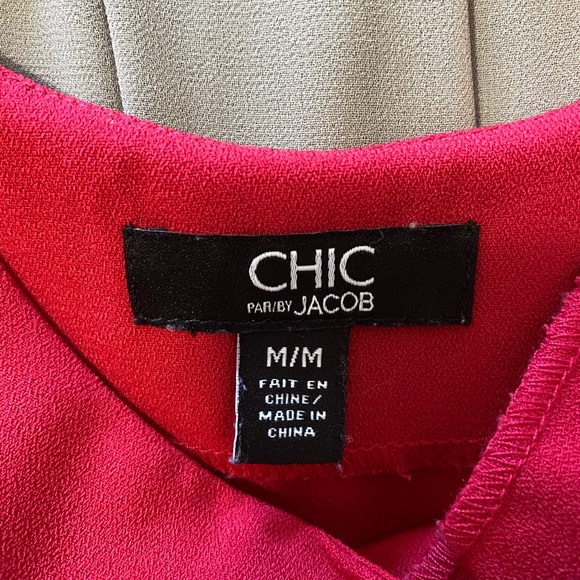 CHIC
PAR/BY JACOB
M/M
FAIT EN
CHINE/
MADE IN
CHINA